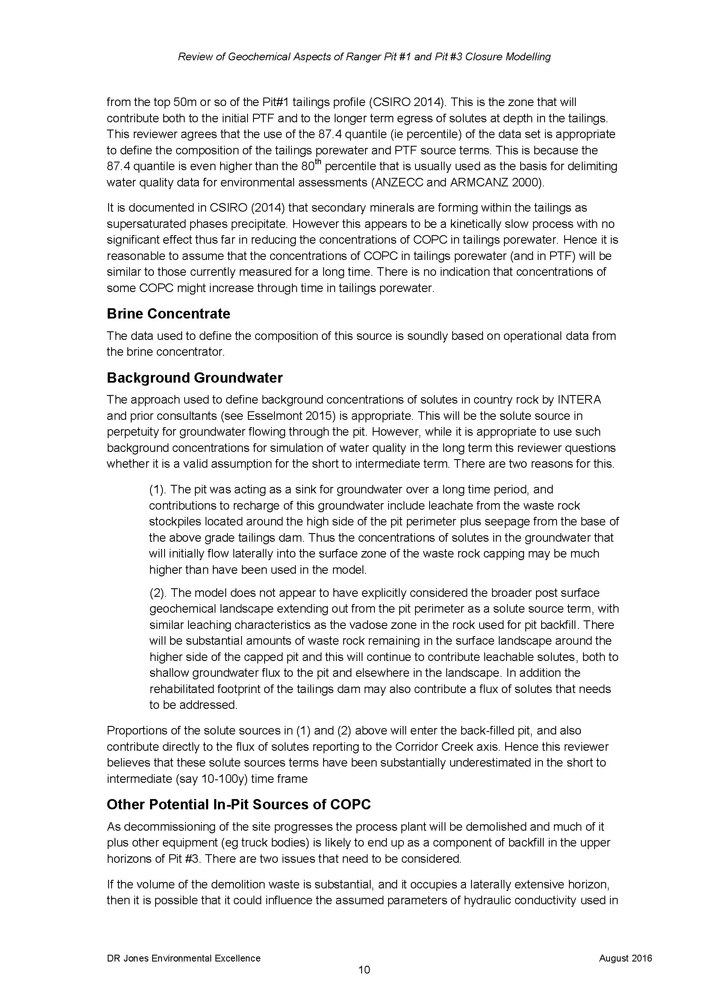 Review of Geochemical Aspects of Ranger Pit #1 and Pit #3 Closure Modelling
from the top 50m or so of the Pit#1 tailings profile (CSIRO 2014). This is the zone that will
contribute both to the initial PTF and to the longer term egress of solutes at depth in the tailings.
This reviewer agrees that the use of the 87.4 quantile (ie percentile) of the data set is appropriate
to define the composition of the tailings porewater and PTF source terms. This is because the
87.4 quantile is even higher than the 80th percentile that is usually used as the basis for delimiting
water quality data for environmental assessments (ANZECC and ARMCANZ 2000).
It is documented in CSIRO (2014) that secondary minerals are forming within the tailings as
supersaturated phases precipitate. However this appears to be a kinetically slow process with no
significant effect thus far in reducing the concentrations of COPC in tailings porewater. Hence it is
reasonable to assume that the concentrations of COPC in tailings porewater (and in PTF) will be
similar to those currently measured for a long time. There is no indication that concentrations of
some COPC might increase through time in tailings porewater.
Brine Concentrate
The data used to define the composition of this source is soundly based on operational data from
the brine concentrator.
Background Groundwater
The approach used to define background concentrations of solutes in country rock by INTERA
and prior consultants (see Esselmont 2015) is appropriate. This will be the solute source in
perpetuity for groundwater flowing through the pit. However, while it is appropriate to use such
background concentrations for simulation of water quality in the long term this reviewer questions
whether it is a valid assumption for the short to intermediate term. There are two reasons for this.
(1). The pit was acting as a sink for groundwater over a long time period, and
contributions to recharge of this groundwater include leachate from the waste rock
stockpiles located around the high side of the pit perimeter plus seepage from the base of
the above grade tailings dam. Thus the concentrations of solutes in the groundwater that
will initially flow laterally into the surface zone of the waste rock capping may be much
higher than have been used in the model.
(2). The model does not appear to have explicitly considered the broader post surface
geochemical landscape extending out from the pit perimeter as a solute source term, with
similar leaching characteristics as the vadose zone in the rock used for pit backfill. There
will be substantial amounts of waste rock remaining in the surface landscape around the
higher side of the capped pit and this will continue to contribute leachable solutes, both to
shallow groundwater flux to the pit and elsewhere in the landscape. In addition the
rehabilitated footprint of the tailings dam may also contribute a flux of solutes that needs
to be addressed.
Proportions of the solute sources in (1) and (2) above will enter the back-filled pit, and also
contribute directly to the flux of solutes reporting to the Corridor Creek axis. Hence this reviewer
believes that these solute sources terms have been substantially underestimated in the short to
intermediate (say 10-100y) time frame
Other Potential In-Pit Sources of COPC
As decommissioning of the site progresses the process plant will be demolished and much of it
plus other equipment (eg truck bodies) is likely to end up as a component of backfill in the upper
horizons of Pit #3. There are two issues that need to be considered.
If the volume of the demolition waste is substantial, and it occupies a laterally extensive horizon,
then it is possible that it could influence the assumed parameters of hydraulic conductivity used in
DR Jones Environmental Excellence August 2016
10